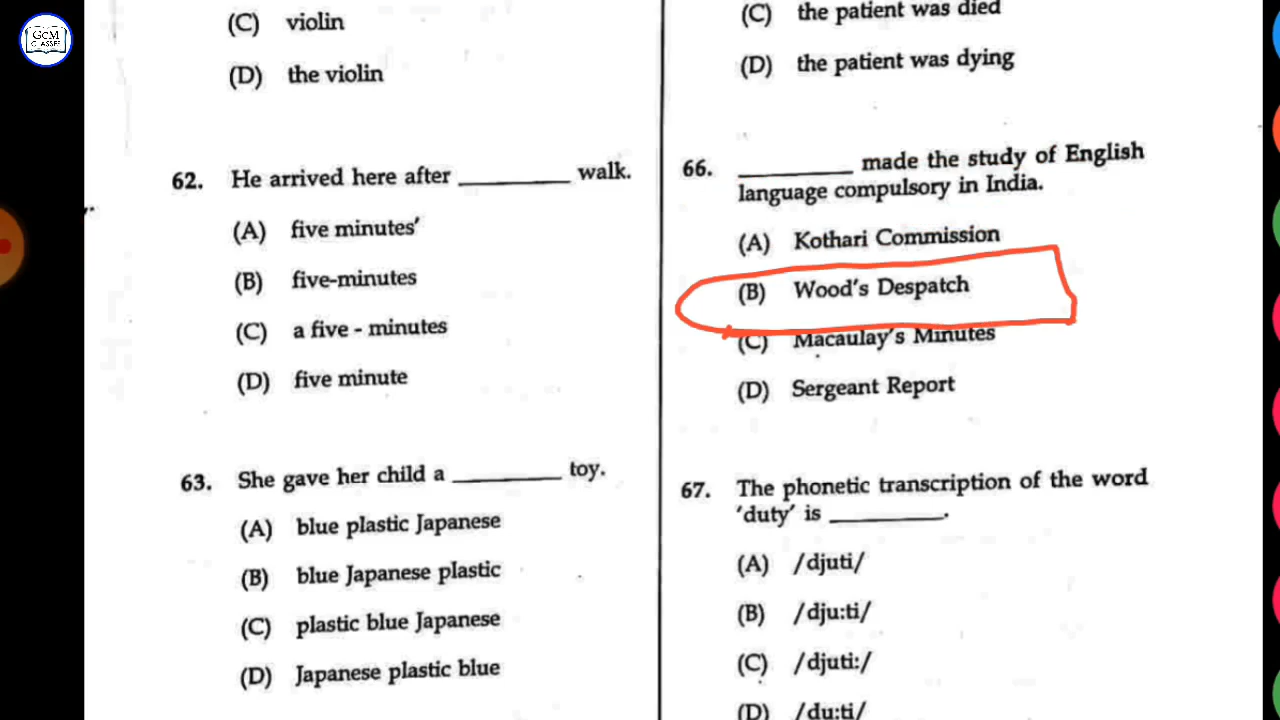 GCM
CLASSES
(C) violin
(D) the violin
62. He arrived here after ________ walk.
(A) five minutes'
(B) five-minutes
(C) a five - minutes
(D) five minute
63. She gave her child a ________ toy.
(A) blue plastic Japanese
(B) blue Japanese plastic
(C) plastic blue Japanese
(D) Japanese plastic blue
(C) the patient was died
(D) the patient was dying
66. ________ made the study of English
language compulsory in India.
(A) Kothari Commission
(B) Wood's Despatch
(C) Macaulay's Minutes
(D) Sergeant Report
67. The phonetic transcription of the word
'duty' is ________.
(A) /djuti/
(B) /dju:ti/
(C) /djuti:/
(D) /du:ti/